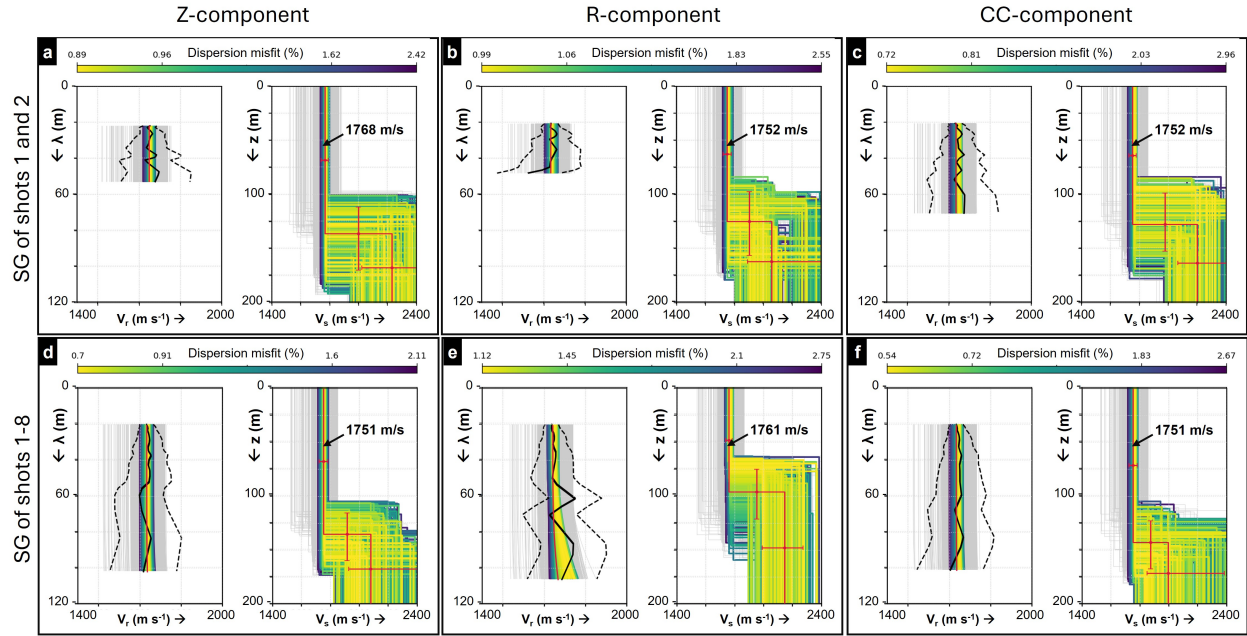 Z-component
R-component
CC-component
SG of shots 1 and 2
a
Dispersion misfit (%)
0.89 0.96 1.62 2.42
0
60
120
← λ (m)
1400 2000
Vr (m s⁻¹) →
0
100
200
← z (m)
1768 m/s
1400 2400
Vs (m s⁻¹) →
b
Dispersion misfit (%)
0.99 1.06 1.83 2.55
0
60
120
← λ (m)
1400 2000
Vr (m s⁻¹) →
0
100
200
← z (m)
1752 m/s
1400 2400
Vs (m s⁻¹) →
c
Dispersion misfit (%)
0.72 0.81 2.03 2.96
0
60
120
← λ (m)
1400 2000
Vr (m s⁻¹) →
0
100
200
← z (m)
1752 m/s
1400 2400
Vs (m s⁻¹) →
SG of shots 1-8
d
Dispersion misfit (%)
0.7 0.91 1.6 2.11
0
60
120
← λ (m)
1400 2000
Vr (m s⁻¹) →
0
100
200
← z (m)
1751 m/s
1400 2400
Vs (m s⁻¹) →
e
Dispersion misfit (%)
1.12 1.45 2.1 2.75
0
60
120
← λ (m)
1400 2000
Vr (m s⁻¹) →
0
100
200
← z (m)
1761 m/s
1400 2400
Vs (m s⁻¹) →
f
Dispersion misfit (%)
0.54 0.72 1.83 2.67
0
60
120
← λ (m)
1400 2000
Vr (m s⁻¹) →
0
100
200
← z (m)
1751 m/s
1400 2400
Vs (m s⁻¹) →